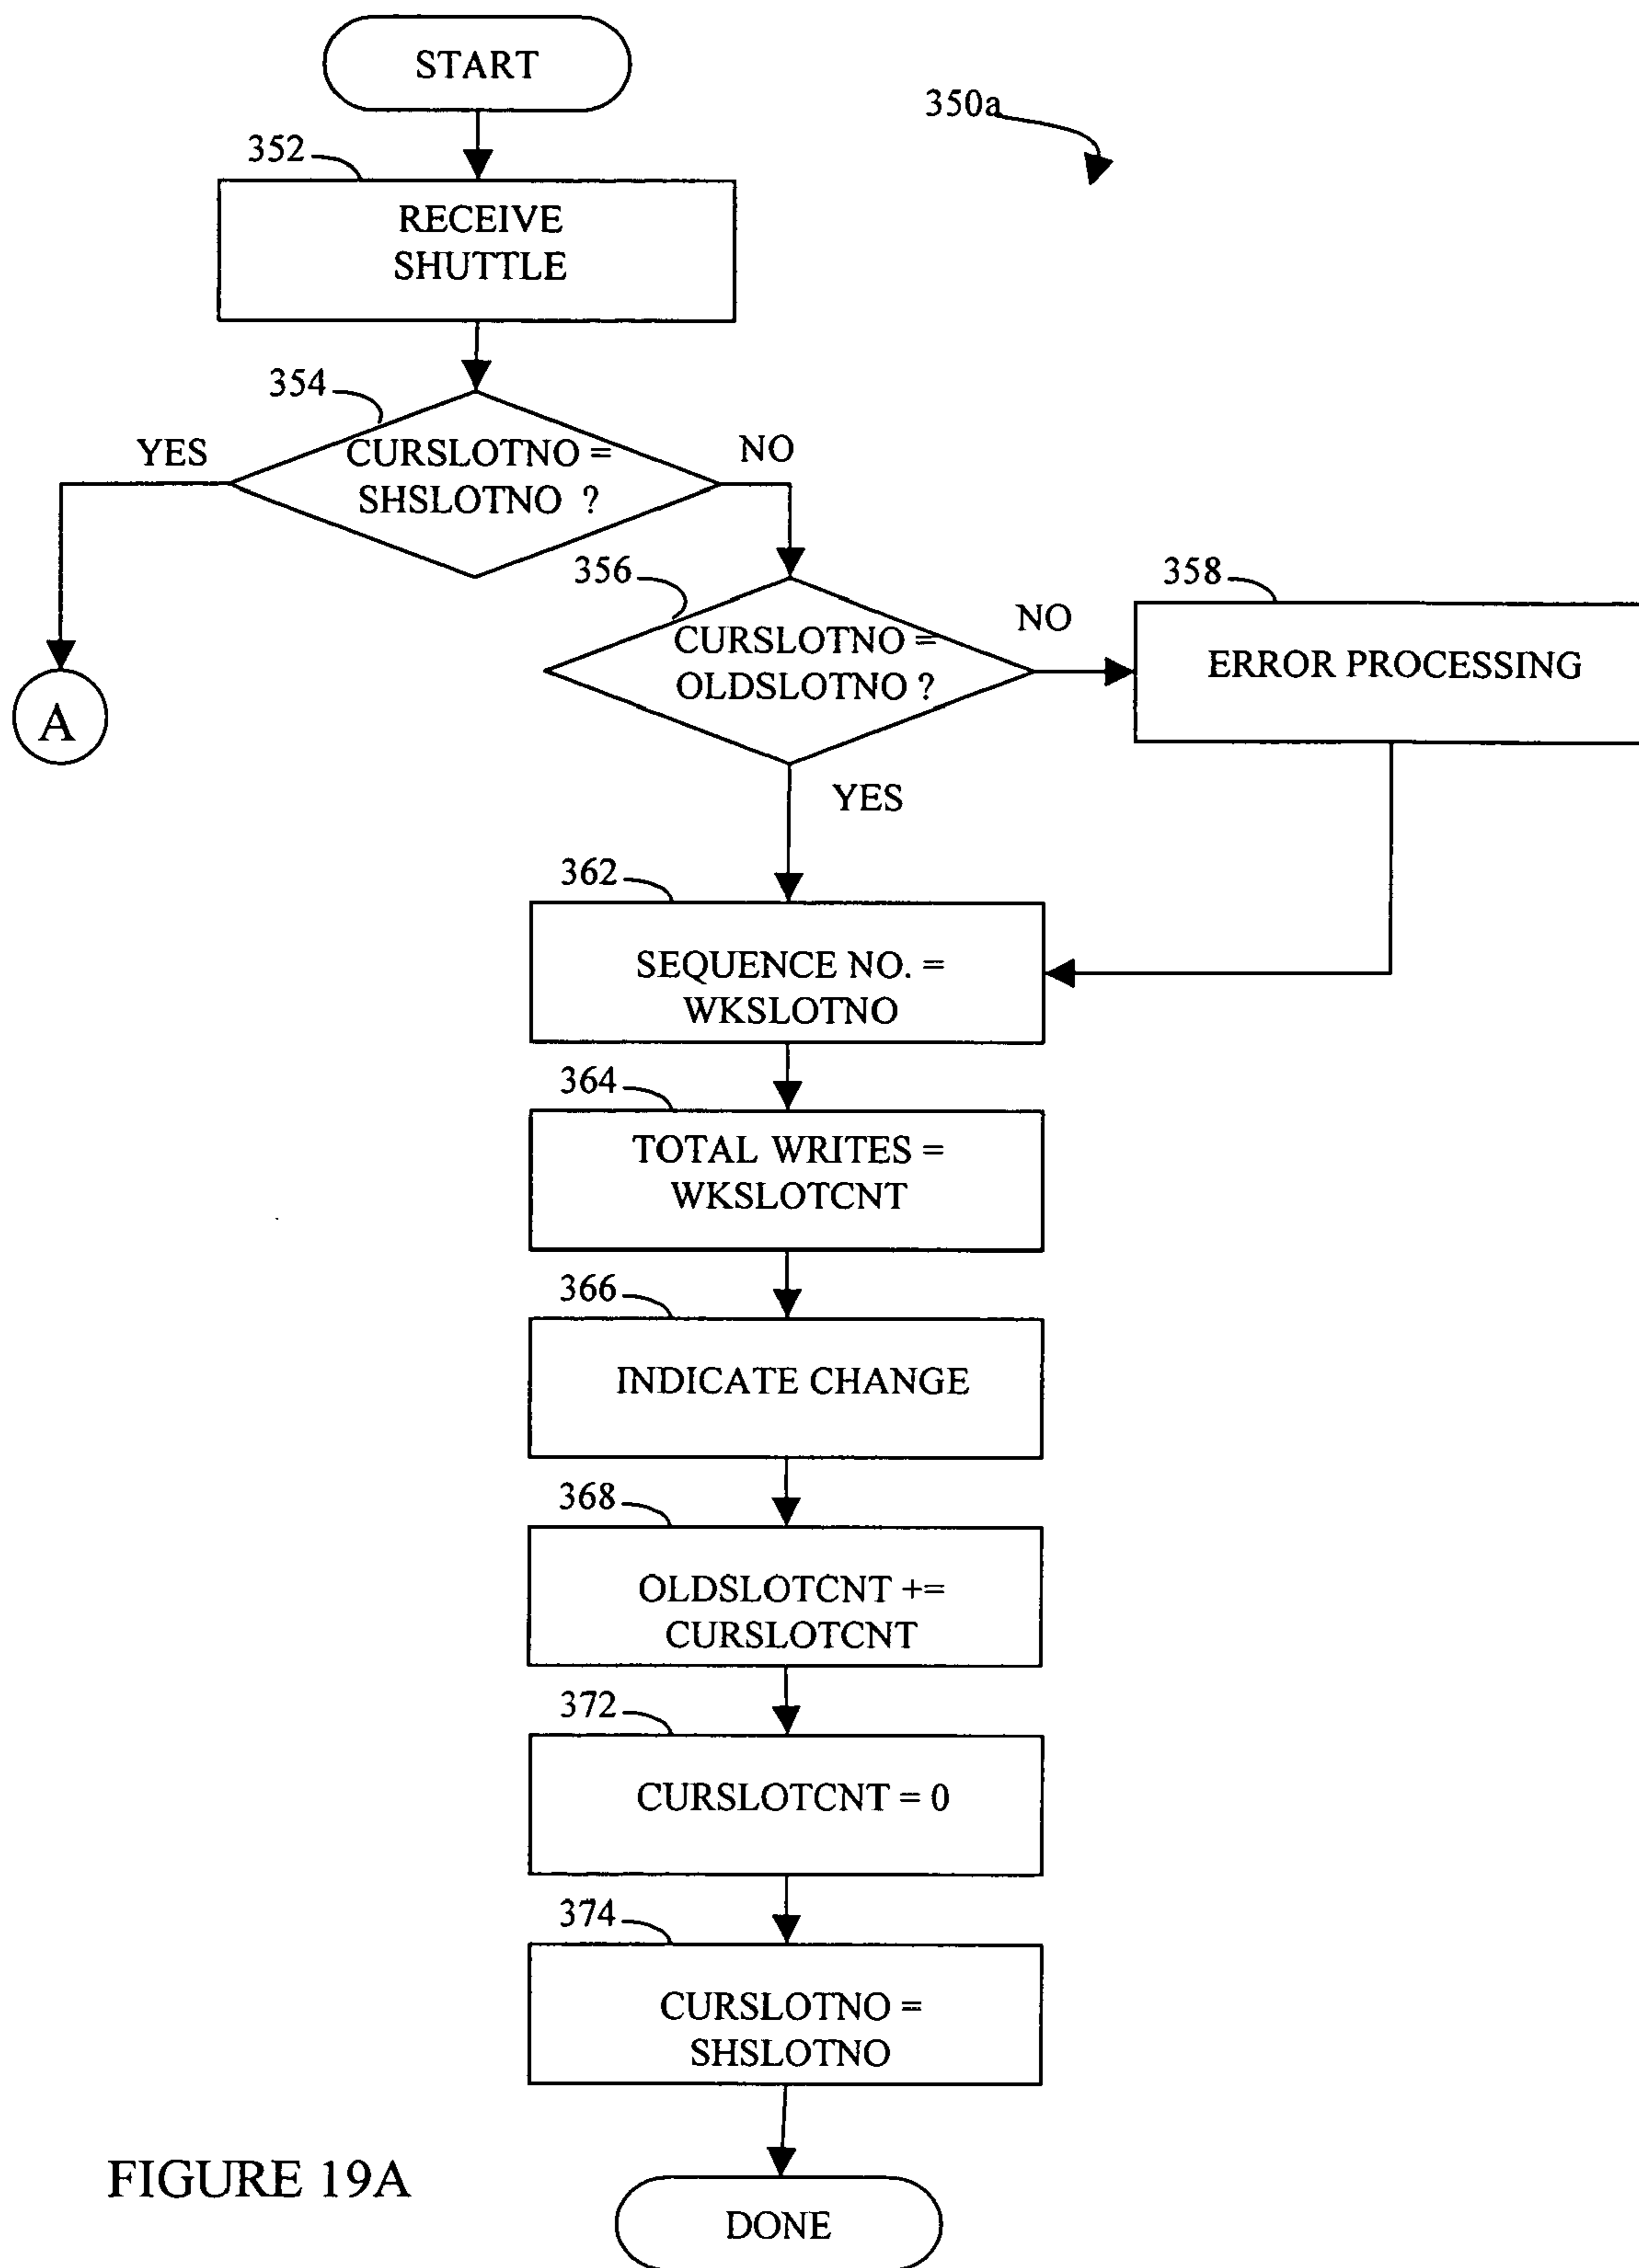 START
350a
352
RECEIVE
SHUTTLE
354
YES
CURSLOTNO =
SHSLOTNO ?
NO
356
CURSLOTNO =
OLDSLOTNO ?
NO
358
ERROR PROCESSING
A
YES
362
SEQUENCE NO. =
WKSLOTNO
364
TOTAL WRITES =
WKSLOTCNT
366
INDICATE CHANGE
368
OLDSLOTCNT +=
CURSLOTCNT
372
CURSLOTCNT = 0
374
CURSLOTNO =
SHSLOTNO
DONE
FIGURE 19A